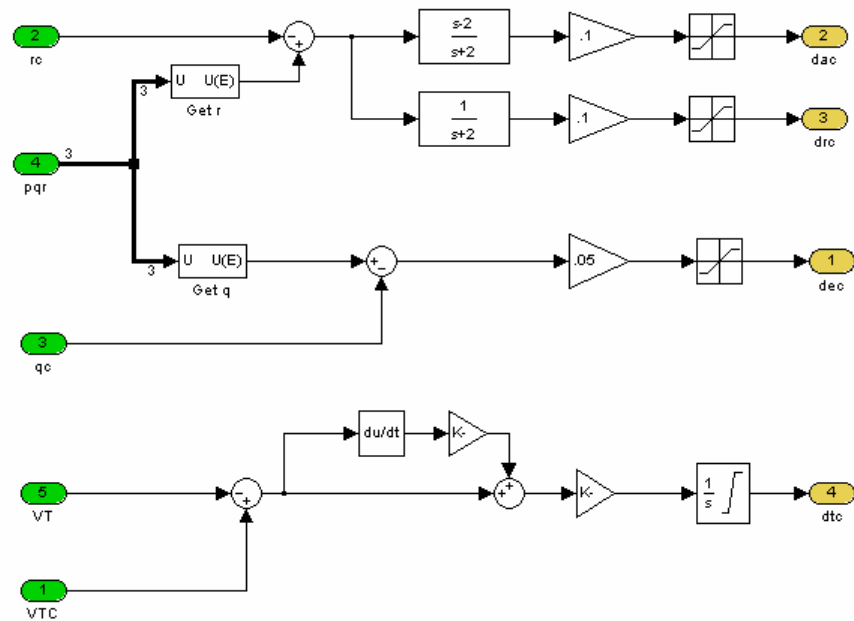 2
rc
- +
s-2
s+2
.1
2
dac
3
U U(E)
Get r
1
s+2
.1
3
drc
4
3
pqr
3
U U(E)
Get q
+ -
.05
1
dec
3
qc
du/dt
K-
5
VT
- +
+ +
K-
1
s
4
dtc
1
VTC